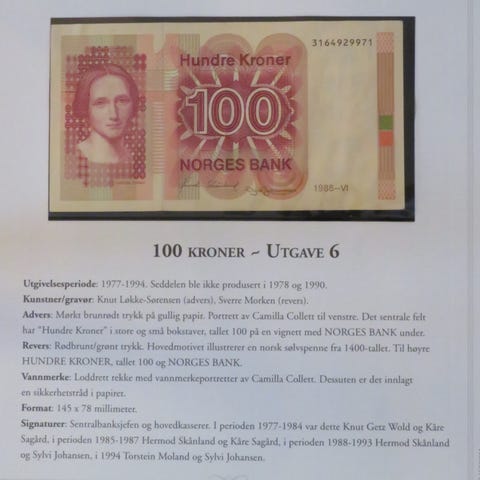 Hundre Kroner
3164929971
100
NORGES BANK
1986-VI
100 KRONER ~ UTGAVE 6
Utgivelsesperiode: 1977-1994. Seddelen ble ikke produsert i 1978 og 1990.
Kunstner/gravør: Knut Løkke-Sørensen (advers), Sverre Morken (revers).
Advers: Mørkt brunrødt trykk på gullig papir. Portrett av Camilla Collett til venstre. Det sentrale felt
har "Hundre Kroner" i store og små bokstaver, tallet 100 på en vignett med NORGES BANK under.
Revers: Rødbrunt/grønt trykk. Hovedmotivet illustrerer en norsk sølvspenne fra 1400-tallet. Til høyre
HUNDRE KRONER, tallet 100 og NORGES BANK.
Vannmerke: Loddrett rekke med vannmerkeportretter av Camilla Collett. Dessuten er det innlagt
en sikkerhetstråd i papiret.
Format: 145 x 78 millimeter.
Signaturer: Sentralbanksjefen og hovedkasserer. I perioden 1977-1984 var dette Knut Getz Wold og Kåre
Sagård, i perioden 1985-1987 Hermod Skånland og Kåre Sagård, i perioden 1988-1993 Hermod Skånland
og Sylvi Johansen, i 1994 Torstein Moland og Sylvi Johansen.